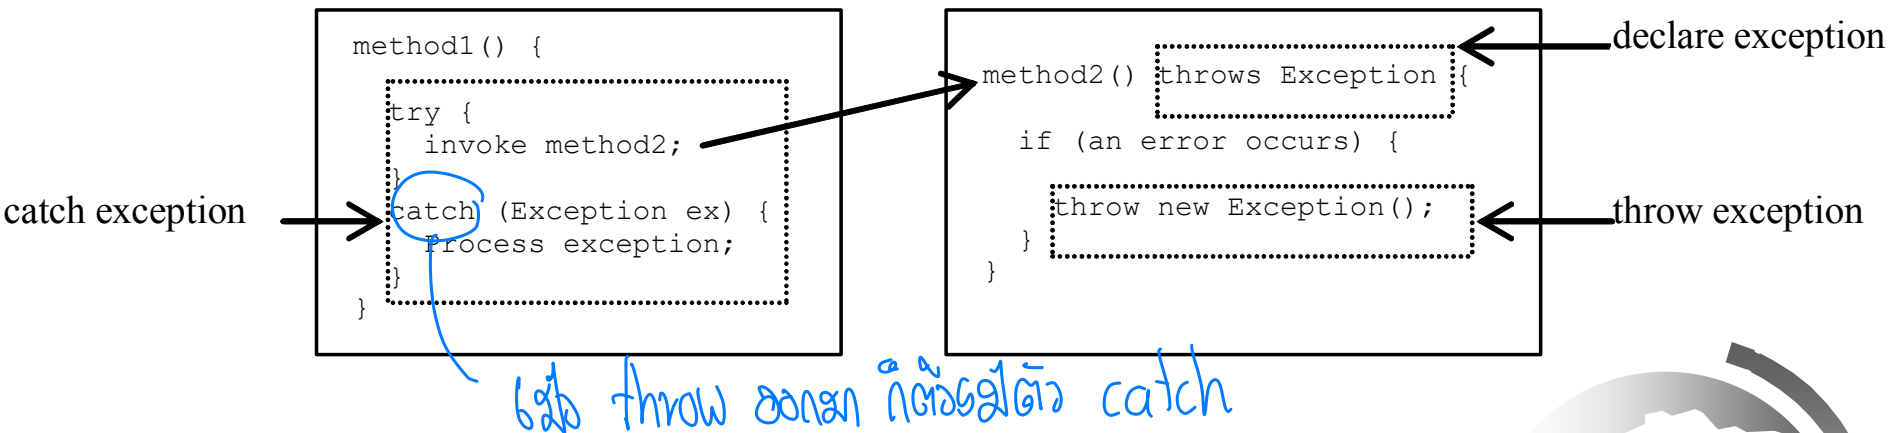 method1() {
try {
invoke method2;
}
catch (Exception ex) {
Process exception;
}
}
catch exception
method2() throws Exception {
if (an error occurs) {
throw new Exception();
}
}
declare exception
throw exception
เมื่อ throw ออกมา ก็ต้องมีตัว catch